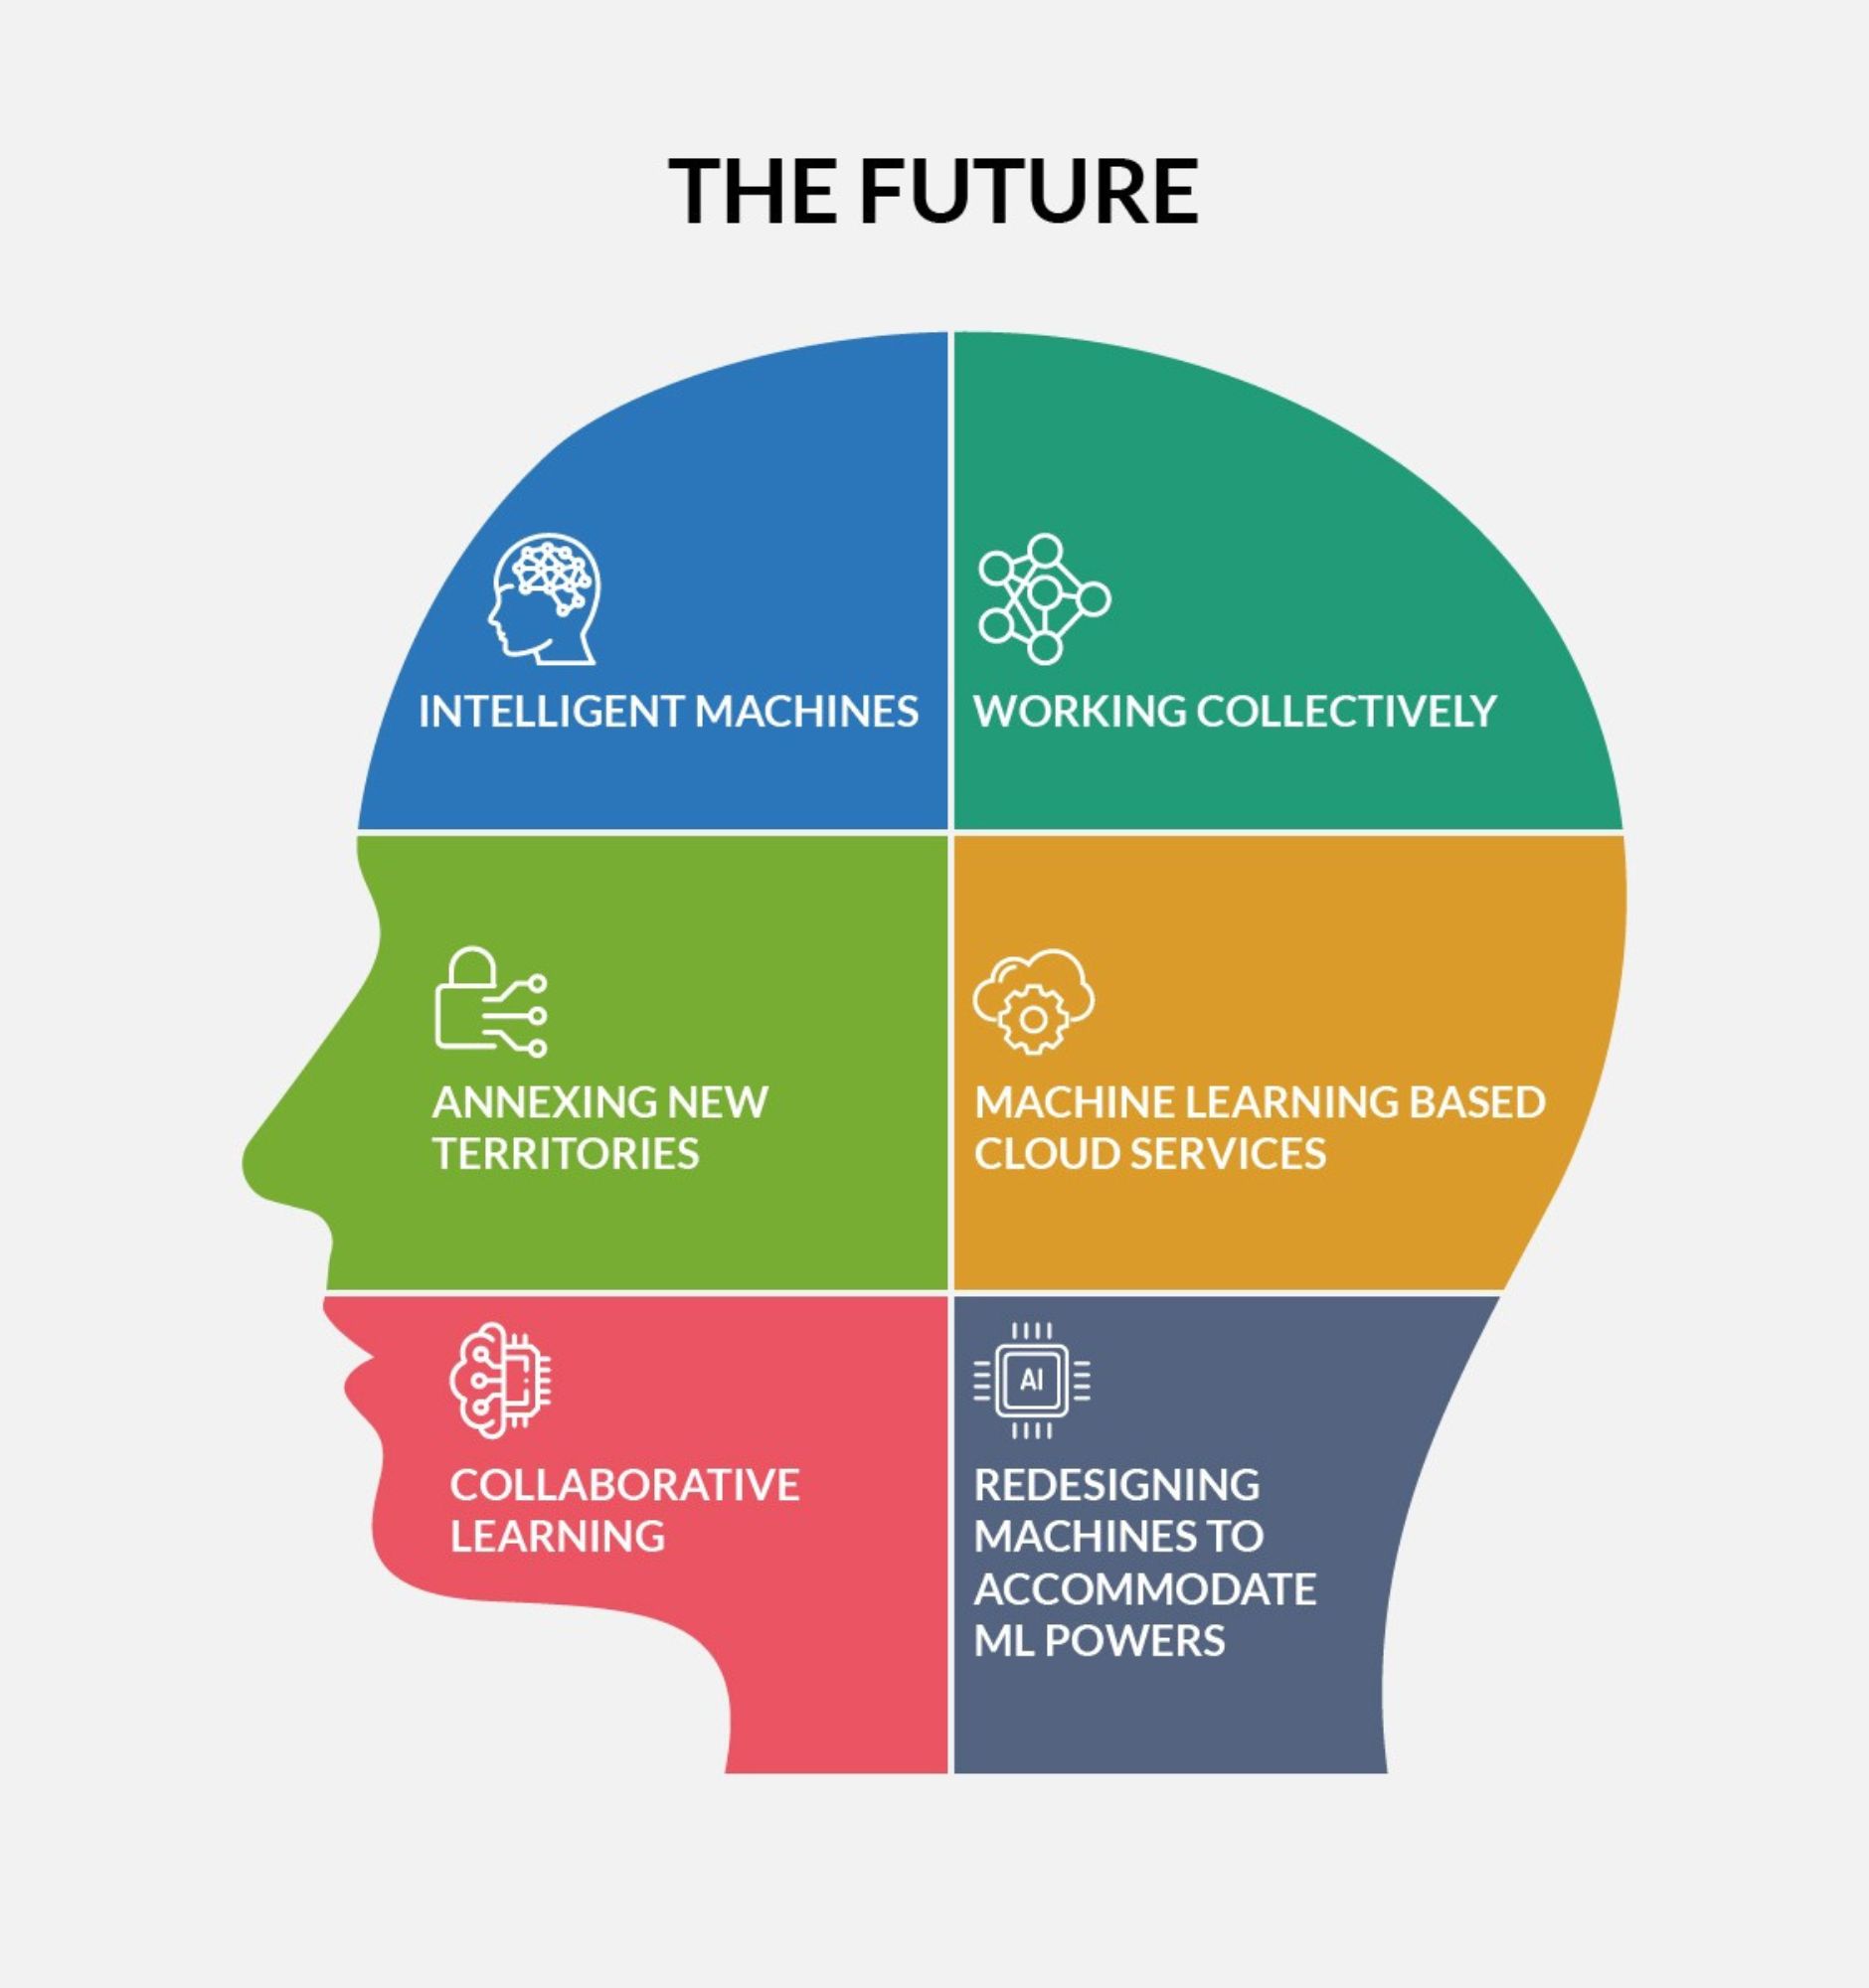 THE FUTURE
INTELLIGENT MACHINES
WORKING COLLECTIVELY
ANNEXING NEW
TERRITORIES
MACHINE LEARNING BASED
CLOUD SERVICES
COLLABORATIVE
LEARNING
AI
REDESIGNING
MACHINES TO
ACCOMMODATE
ML POWERS